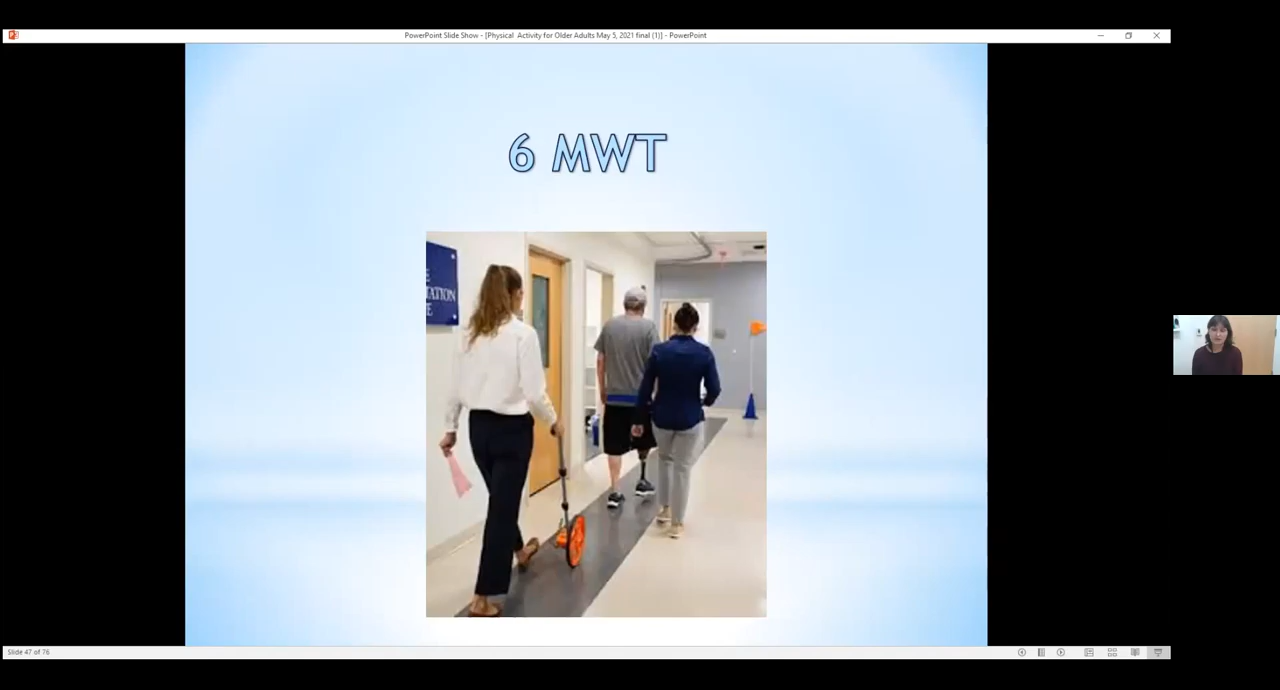 PowerPoint Slide Show - [Physical  Activity for Older Adults May 5, 2021 final (1)] - PowerPoint
6 MWT
E
TATION
E
Slide 47 of 76